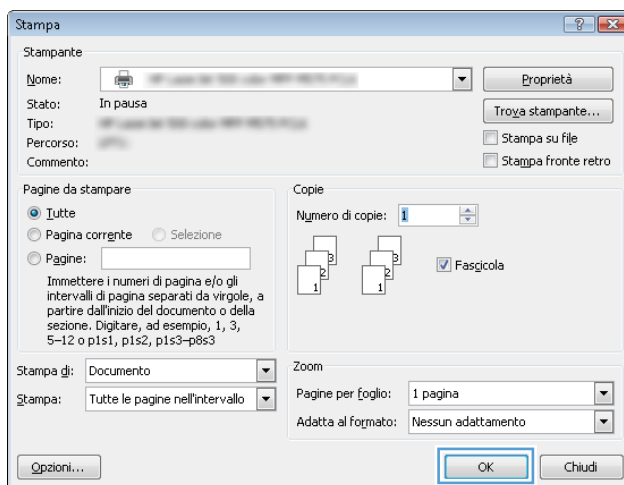 Stampa
Stampante
Nome:
Proprietà
Stato: In pausa
Trova stampante...
Tipo:
Percorso:
Stampa su file
Commento:
Stampa fronte retro
Pagine da stampare
Tutte
Pagina corrente Selezione
Pagine:
Immettere i numeri di pagina e/o gli
intervalli di pagina separati da virgole, a
partire dall'inizio del documento o della
sezione. Digitare, ad esempio, 1, 3,
5–12 o p1s1, p1s2, p1s3–p8s3
Copie
Numero di copie: 1
3 3
2 2
1 1
Fascicola
Stampa di: Documento
Stampa: Tutte le pagine nell'intervallo
Zoom
Pagine per foglio: 1 pagina
Adatta al formato: Nessun adattamento
Opzioni... OK Chiudi